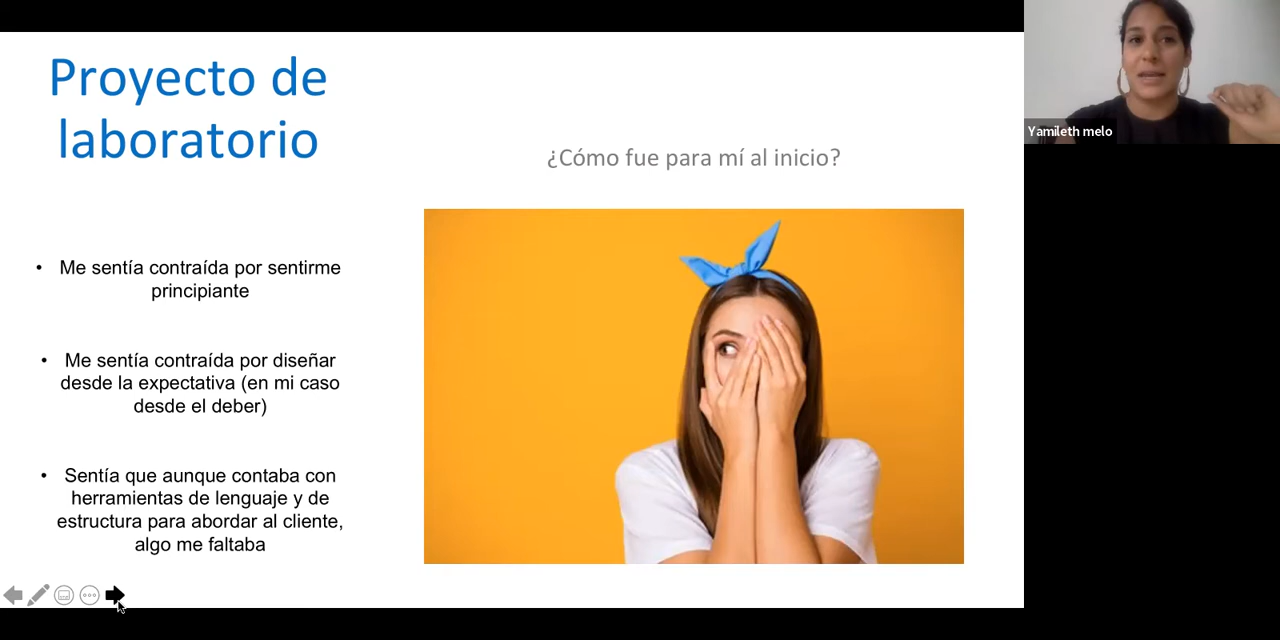 Proyecto de
laboratorio
¿Cómo fue para mí al inicio?
• Me sentía contraída por sentirme
principiante
• Me sentía contraída por diseñar
desde la expectativa (en mi caso
desde el deber)
• Sentía que aunque contaba con
herramientas de lenguaje y de
estructura para abordar al cliente,
algo me faltaba
Yamileth melo